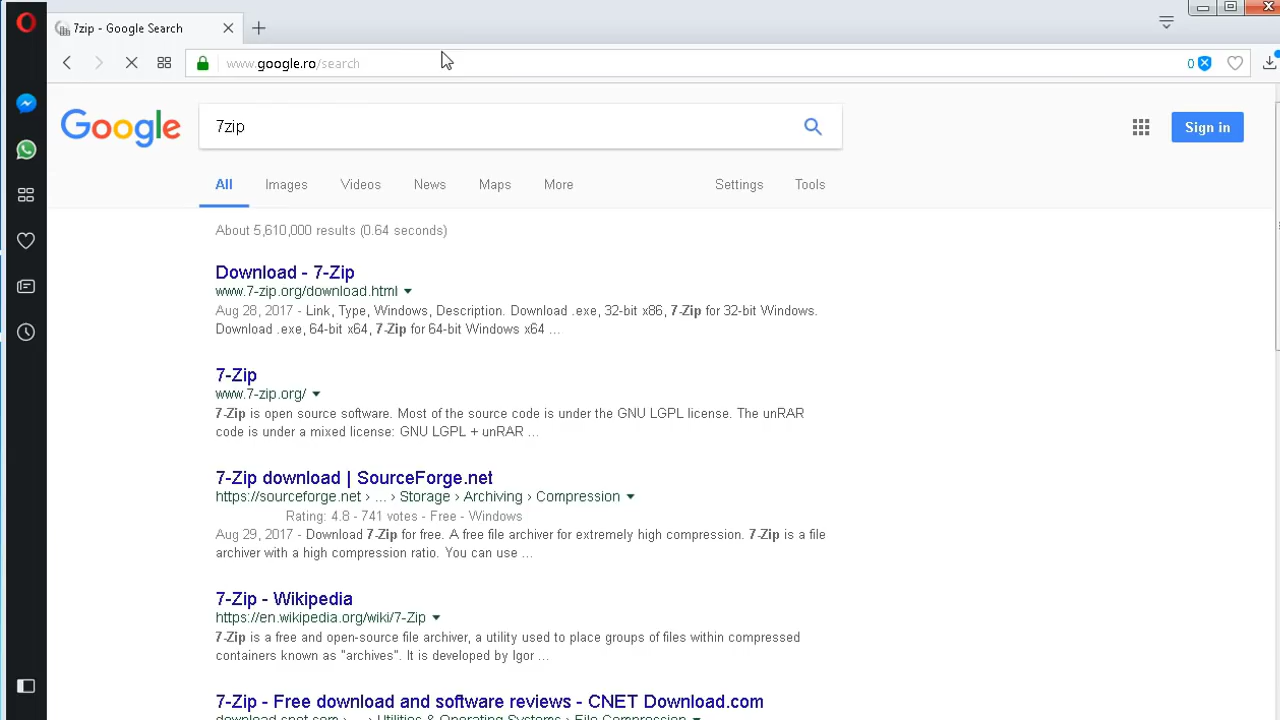 7zip - Google Search
www.google.ro/search
0
Google
7zip
Sign in
All Images Videos News Maps More Settings Tools
About 5,610,000 results (0.64 seconds)
Download - 7-Zip
www.7-zip.org/download.html
Aug 28, 2017 - Link, Type, Windows, Description. Download .exe, 32-bit x86, 7-Zip for 32-bit Windows.
Download .exe, 64-bit x64, 7-Zip for 64-bit Windows x64 ...
7-Zip
www.7-zip.org/
7-Zip is open source software. Most of the source code is under the GNU LGPL license. The unRAR
code is under a mixed license: GNU LGPL + unRAR ...
7-Zip download | SourceForge.net
https://sourceforge.net › ... › Storage › Archiving › Compression
Rating: 4.8 - 741 votes - Free - Windows
Aug 29, 2017 - Download 7-Zip for free. A free file archiver for extremely high compression. 7-Zip is a file
archiver with a high compression ratio. You can use ...
7-Zip - Wikipedia
https://en.wikipedia.org/wiki/7-Zip
7-Zip is a free and open-source file archiver, a utility used to place groups of files within compressed
containers known as "archives". It is developed by Igor ...
7-Zip - Free download and software reviews - CNET Download.com
download.cnet.com › ... › Utilities & Operating Systems › File Compression